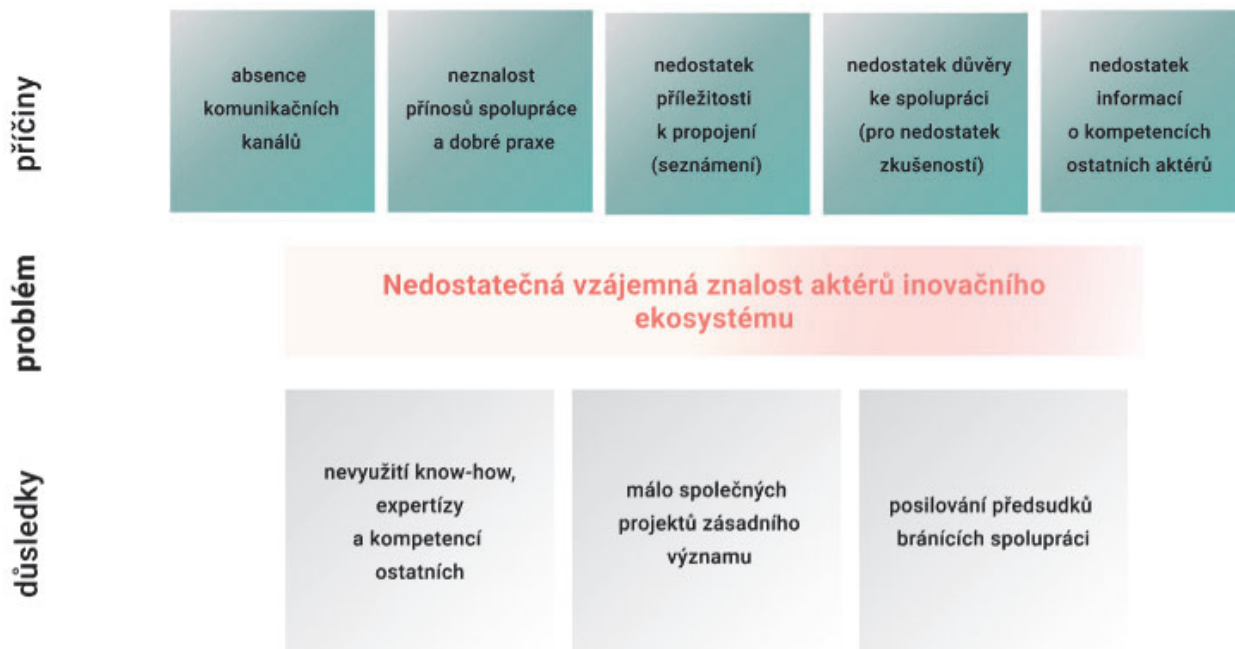 příčiny
absence
komunikačních
kanálů
neznalost
přínosů spolupráce
a dobré praxe
nedostatek
příležitosti
k propojení
(seznámení)
nedostatek důvěry
ke spolupráci
(pro nedostatek
zkušeností)
nedostatek
informací
o kompetencích
ostatních aktérů
problém
Nedostatečná vzájemná znalost aktérů inovačního
ekosystému
důsledky
nevyužití know-how,
expertízy
a kompetencí
ostatních
málo společných
projektů zásadního
významu
posilování předsudků
bránících spolupráci